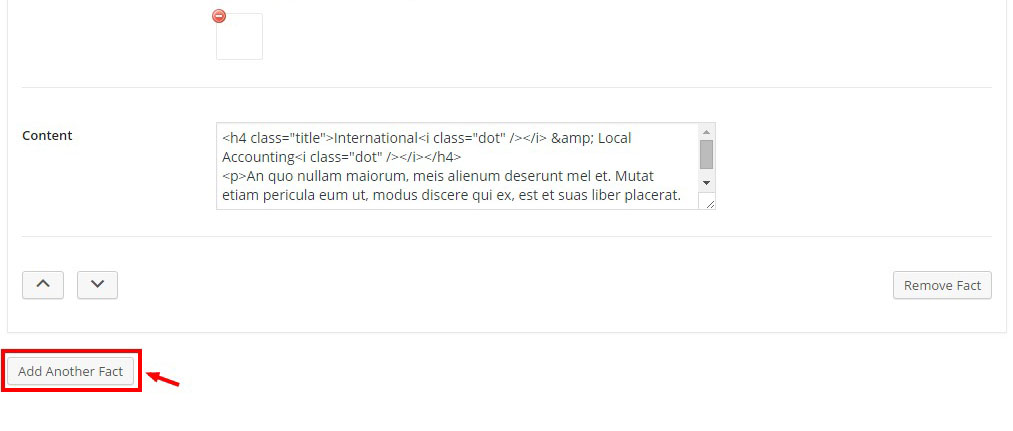 Content
<h4 class="title">International<i class="dot" /></i> &amp; Local
Accounting<i class="dot" /></i></h4>
<p>An quo nullam maiorum, meis alienum deserunt mel et. Mutat
etiam pericula eum ut, modus discere qui ex, est et suas liber placerat.
Remove Fact
Add Another Fact